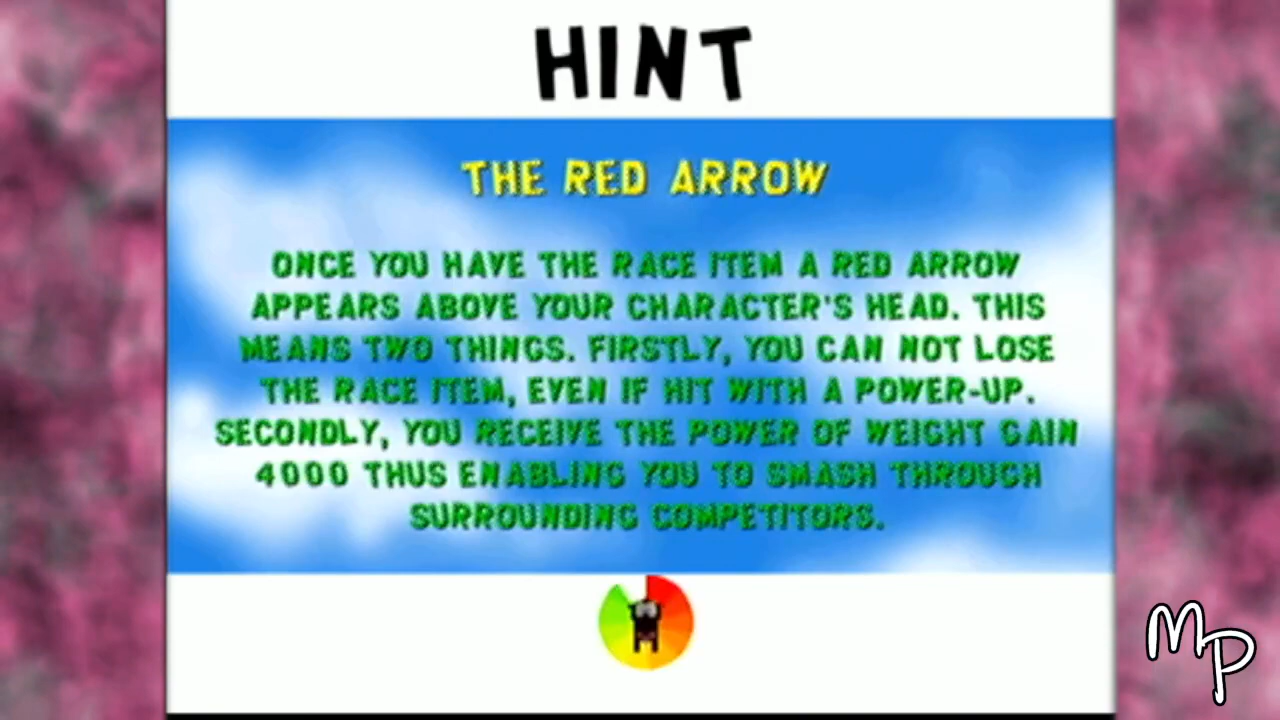 HINT
THE RED ARROW
ONCE YOU HAVE THE RACE ITEM A RED ARROW
APPEARS ABOVE YOUR CHARACTER'S HEAD. THIS
MEANS TWO THINGS. FIRSTLY, YOU CAN NOT LOSE
THE RACE ITEM, EVEN IF HIT WITH A POWER-UP.
SECONDLY, YOU RECEIVE THE POWER OF WEIGHT GAIN
4000 THUS ENABLING YOU TO SMASH THROUGH
SURROUNDING COMPETITORS.
MP